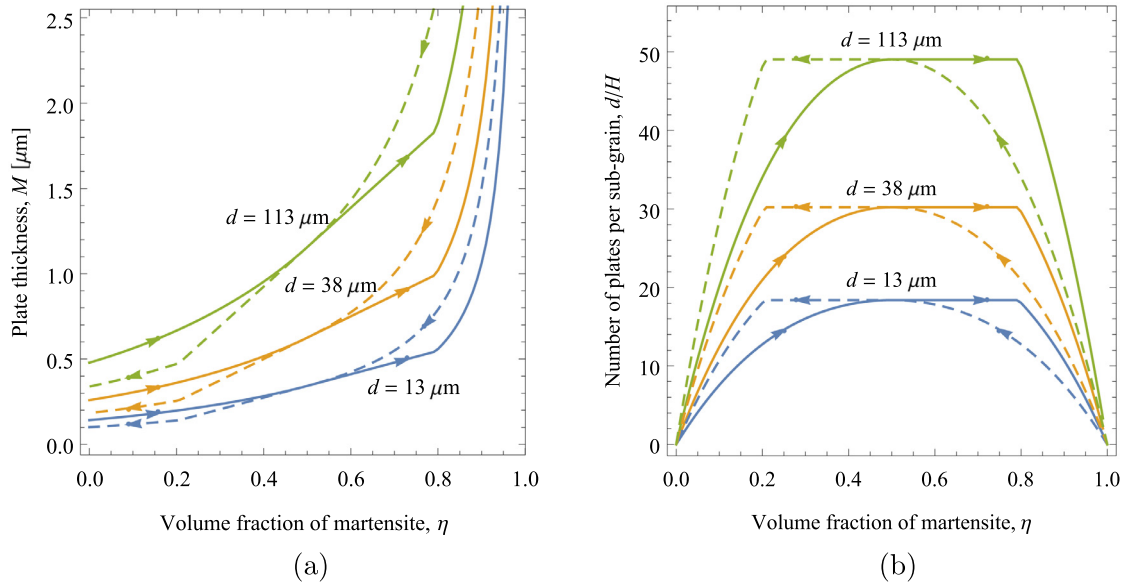 Plate thickness, M [μm]
2.5
2.0
1.5
1.0
0.5
0.0
d = 113 μm
d = 38 μm
d = 13 μm
0.0 0.2 0.4 0.6 0.8 1.0
Volume fraction of martensite, η
(a)
Number of plates per sub-grain, d/H
50
40
30
20
10
0
d = 113 μm
d = 38 μm
d = 13 μm
0.0 0.2 0.4 0.6 0.8 1.0
Volume fraction of martensite, η
(b)